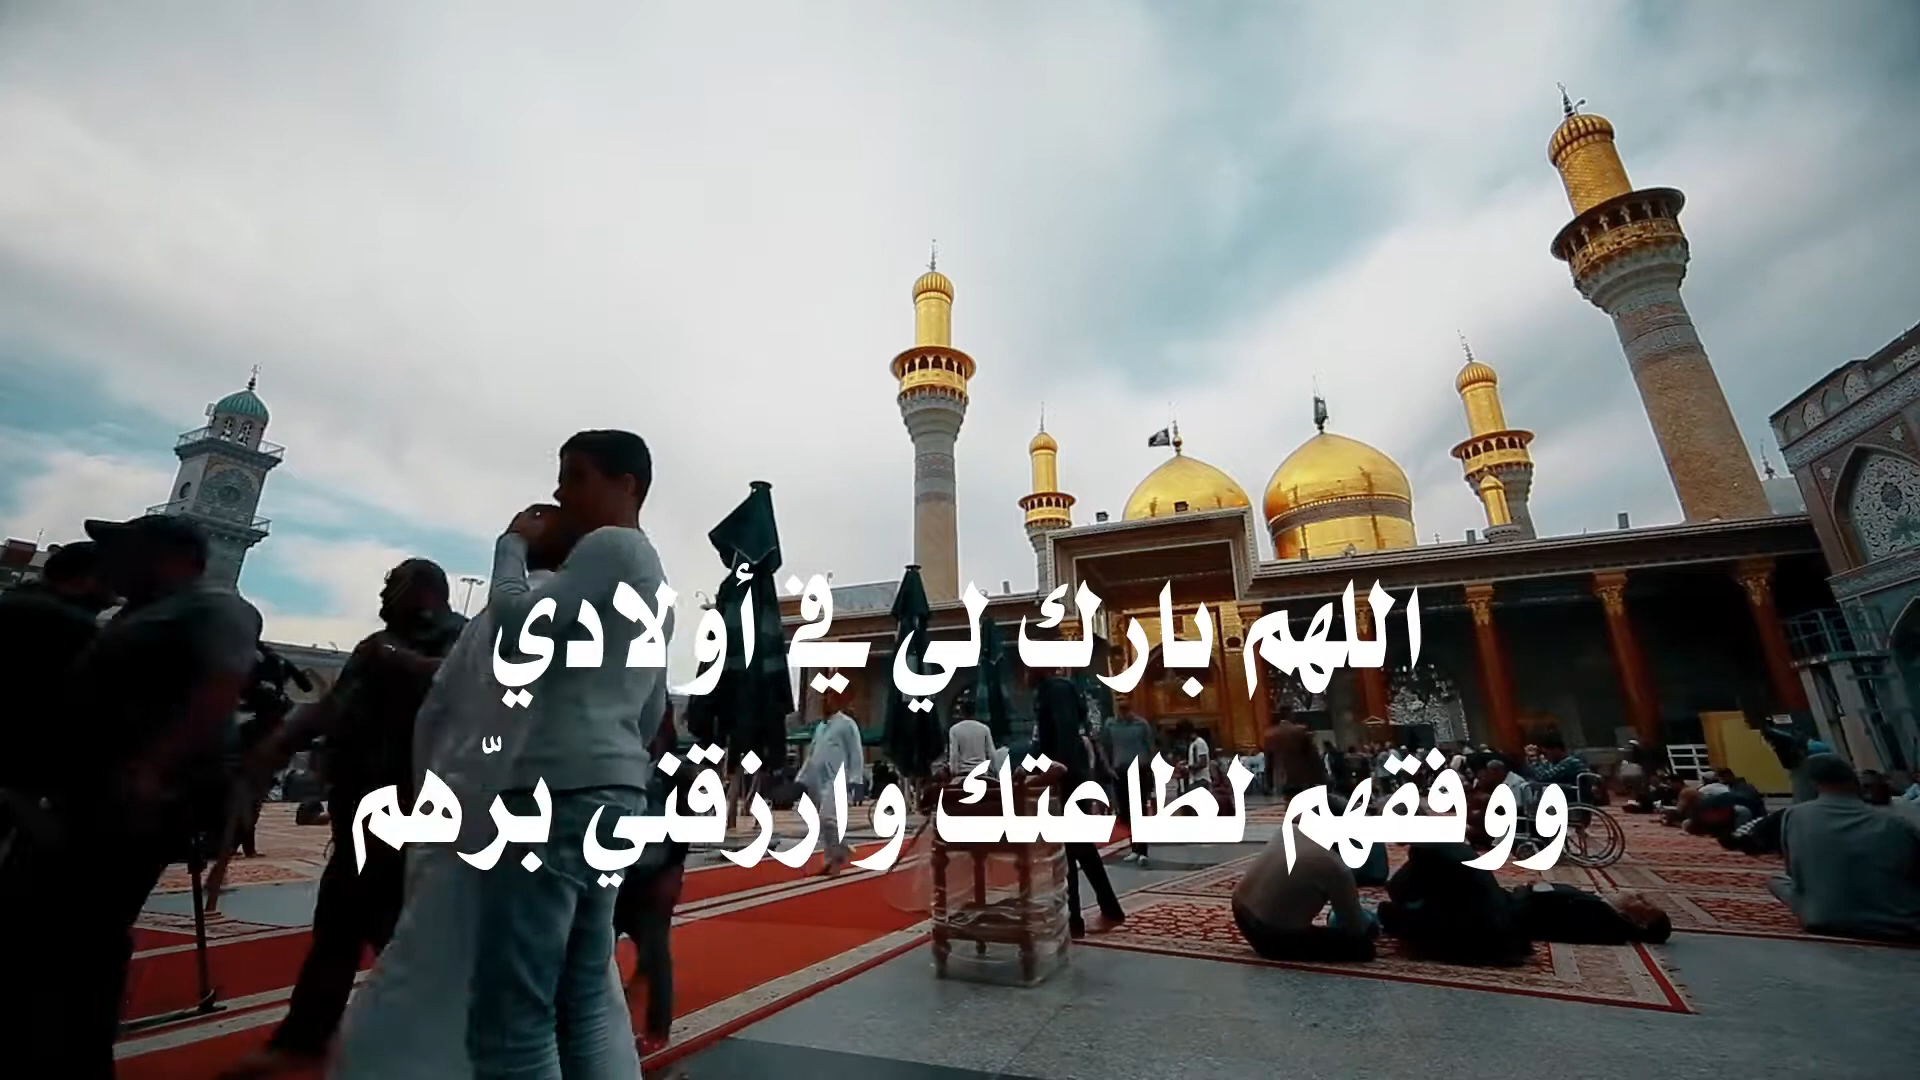 اللهم بارك لي في أولادي
ووفقهم لطاعتك وارزقني برّهم